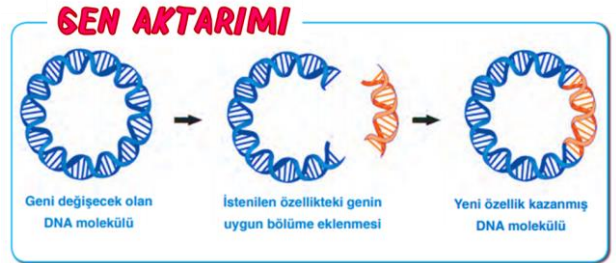 GEN AKTARIMI
Geni değişecek olan
DNA molekülü
İstenilen özellikteki genin
uygun bölüme eklenmesi
Yeni özellik kazanmış
DNA molekülü